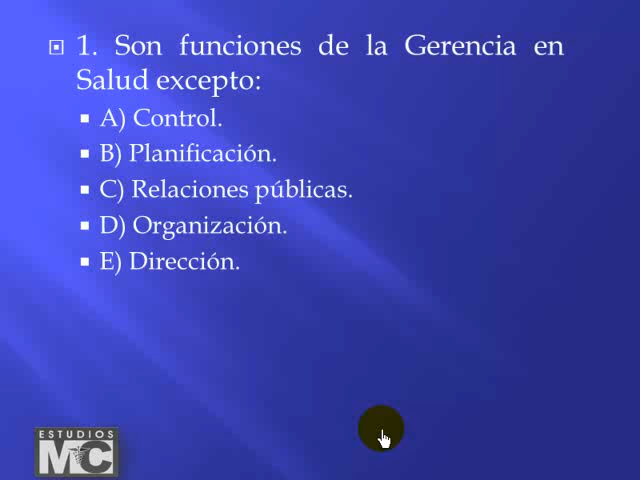 1. Son funciones de la Gerencia en
Salud excepto:
A) Control.
B) Planificación.
C) Relaciones públicas.
D) Organización.
E) Dirección.
ESTUDIOS
MC